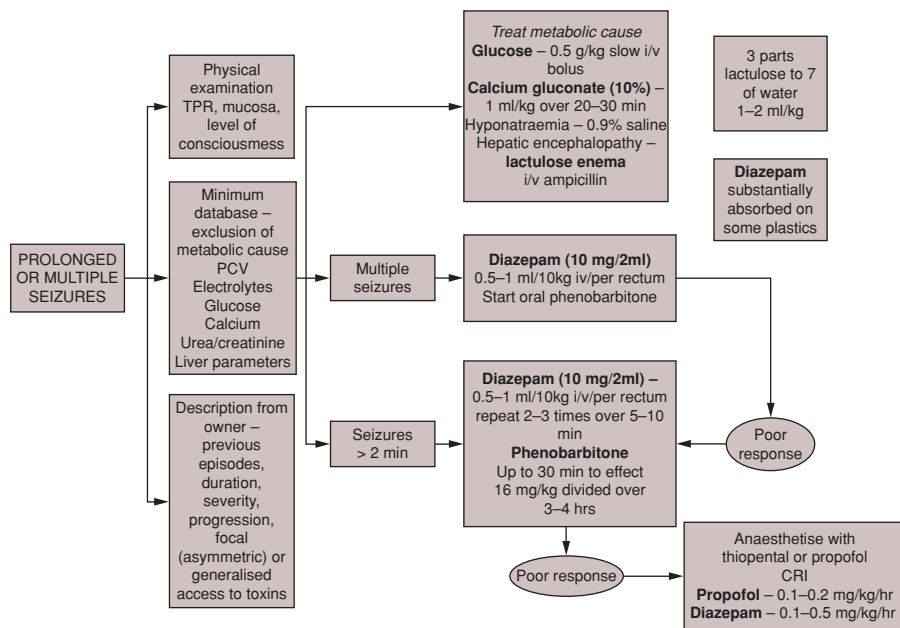 PROLONGED
OR MULTIPLE
SEIZURES
Physical
examination
TPR, mucosa,
level of
consciousmess
Minimum
database –
exclusion of
metabolic cause
PCV
Electrolytes
Glucose
Calcium
Urea/creatinine
Liver parameters
Description from
owner –
previous
episodes,
duration,
severity,
progression,
focal
(asymmetric) or
generalised
access to toxins
Treat metabolic cause
Glucose – 0.5 g/kg slow i/v
bolus
Calcium gluconate (10%) –
1 ml/kg over 20–30 min
Hyponatraemia – 0.9% saline
Hepatic encephalopathy –
lactulose enema
i/v ampicillin
3 parts
lactulose to 7
of water
1–2 ml/kg
Diazepam
substantially
absorbed on
some plastics
Multiple
seizures
Diazepam (10 mg/2ml)
0.5–1 ml/10kg iv/per rectum
Start oral phenobarbitone
Seizures
> 2 min
Diazepam (10 mg/2ml) –
0.5–1 ml/10kg i/v/per rectum
repeat 2–3 times over 5–10
min
Phenobarbitone
Up to 30 min to effect
16 mg/kg divided over
3–4 hrs
Poor
response
Poor response
Anaesthetise with
thiopental or propofol
CRI
Propofol – 0.1–0.2 mg/kg/hr
Diazepam – 0.1–0.5 mg/kg/hr